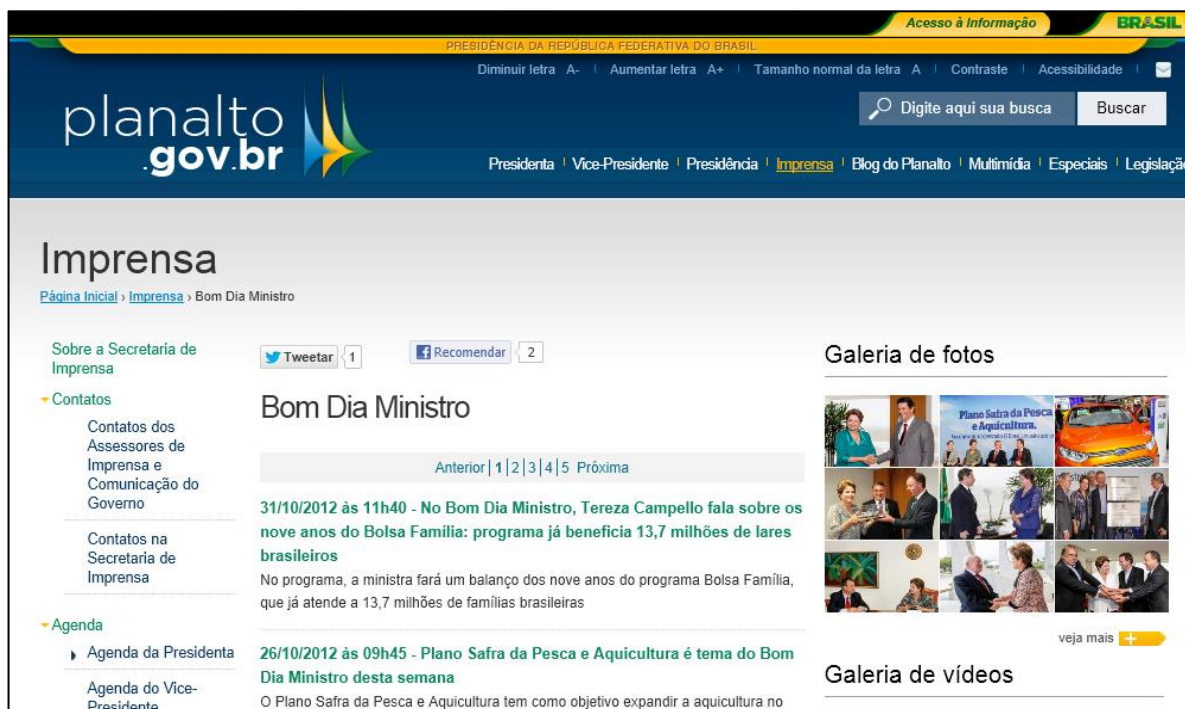 Acesso à Informação
BRASIL
PRESIDÊNCIA DA REPÚBLICA FEDERATIVA DO BRASIL
Diminuir letra A- | Aumentar letra A+ | Tamanho normal da letra A | Contraste | Acessibilidade |
planalto
.gov.br
Digite aqui sua busca
Buscar
Presidenta | Vice-Presidente | Presidência | Imprensa | Blog do Planalto | Multimídia | Especiais | Legislaçã
Imprensa
Página Inicial › Imprensa › Bom Dia Ministro
Sobre a Secretaria de
Imprensa
Contatos
Contatos dos
Assessores de
Imprensa e
Comunicação do
Governo
Contatos na
Secretaria de
Imprensa
Agenda
Agenda da Presidenta
Agenda do Vice-
Presidente
Tweetar 1
Recomendar 2
Bom Dia Ministro
Anterior | 1 | 2 | 3 | 4 | 5 Próxima
31/10/2012 às 11h40 - No Bom Dia Ministro, Tereza Campello fala sobre os
nove anos do Bolsa Família: programa já beneficia 13,7 milhões de lares
brasileiros
No programa, a ministra fará um balanço dos nove anos do programa Bolsa Família,
que já atende a 13,7 milhões de famílias brasileiras
26/10/2012 às 09h45 - Plano Safra da Pesca e Aquicultura é tema do Bom
Dia Ministro desta semana
O Plano Safra da Pesca e Aquicultura tem como objetivo expandir a aquicultura no
Galeria de fotos
Plano Safra da Pesca
e Aquicultura.
veja mais +
Galeria de vídeos